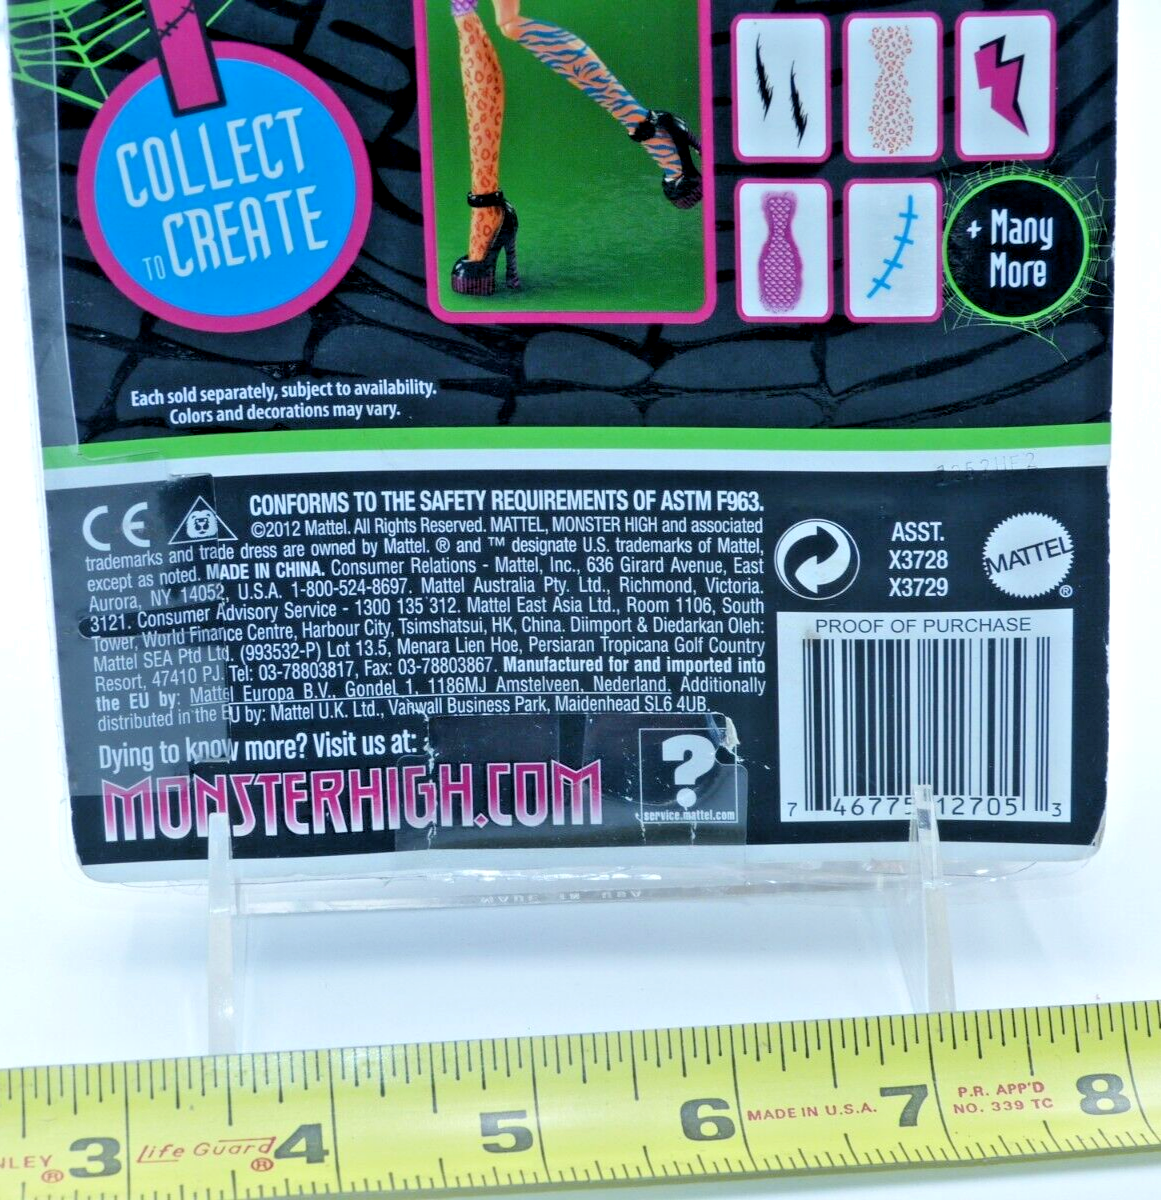 COLLECT
TO CREATE
+ Many
More
Each sold separately, subject to availability.
Colors and decorations may vary.
CE
CONFORMS TO THE SAFETY REQUIREMENTS OF ASTM F963.
©2012 Mattel. All Rights Reserved. MATTEL, MONSTER HIGH and associated
trademarks and trade dress are owned by Mattel. ® and ™ designate U.S. trademarks of Mattel,
except as noted. MADE IN CHINA. Consumer Relations - Mattel, Inc., 636 Girard Avenue, East
Aurora, NY 14052, U.S.A. 1-800-524-8697. Mattel Australia Pty. Ltd., Richmond, Victoria.
3121. Consumer Advisory Service - 1300 135 312. Mattel East Asia Ltd., Room 1106, South
Tower, World Finance Centre, Harbour City, Tsimshatsui, HK, China. Diimport & Diedarkan Oleh:
Mattel SEA Ptd Ltd. (993532-P) Lot 13.5, Menara Lien Hoe, Persiaran Tropicana Golf Country
Resort, 47410 PJ. Tel: 03-78803817, Fax: 03-78803867. Manufactured for and imported into
the EU by: Mattel Europa B.V., Gondel 1, 1186MJ Amstelveen, Nederland. Additionally
distributed in the EU by: Mattel U.K. Ltd., Vanwall Business Park, Maidenhead SL6 4UB.
Dying to know more? Visit us at:
MONSTERHIGH.COM
?
service.mattel.com
ASST.
X3728
X3729
MATTEL ®
PROOF OF PURCHASE
7 46775 12705 3
NLEY ® 3 Life Guard ® 4 5 6 MADE IN U.S.A. 7 P.R. APP'D
NO. 339 TC 8